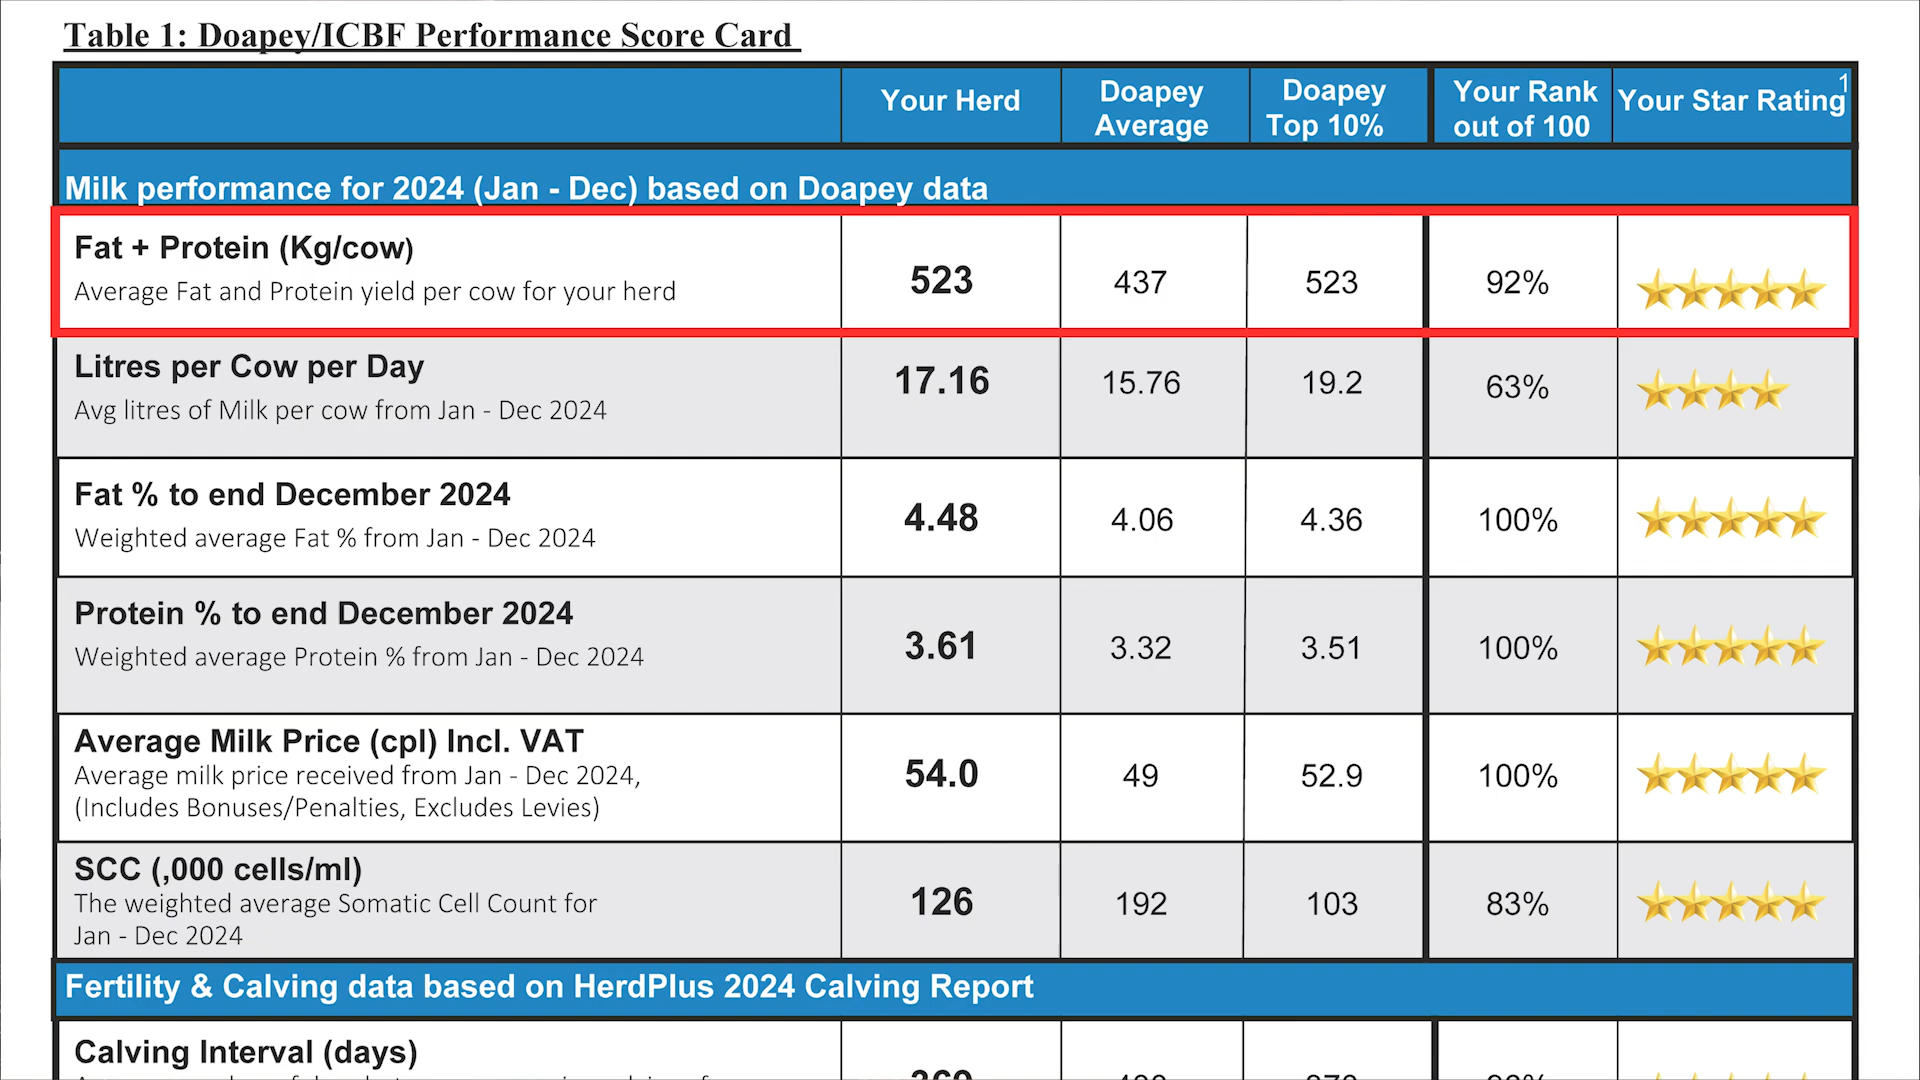 Table 1: Doapey/ICBF Performance Score Card
Your Herd
Doapey
Average
Doapey
Top 10%
Your Rank
out of 100
Your Star Rating 1
Milk performance for 2024 (Jan - Dec) based on Doapey data
Fat + Protein (Kg/cow)
Average Fat and Protein yield per cow for your herd
523
437
523
92%
Litres per Cow per Day
Avg litres of Milk per cow from Jan - Dec 2024
17.16
15.76
19.2
63%
Fat % to end December 2024
Weighted average Fat % from Jan - Dec 2024
4.48
4.06
4.36
100%
Protein % to end December 2024
Weighted average Protein % from Jan - Dec 2024
3.61
3.32
3.51
100%
Average Milk Price (cpl) Incl. VAT
Average milk price received from Jan - Dec 2024,
(Includes Bonuses/Penalties, Excludes Levies)
54.0
49
52.9
100%
SCC (,000 cells/ml)
The weighted average Somatic Cell Count for
Jan - Dec 2024
126
192
103
83%
Fertility & Calving data based on HerdPlus 2024 Calving Report
Calving Interval (days)